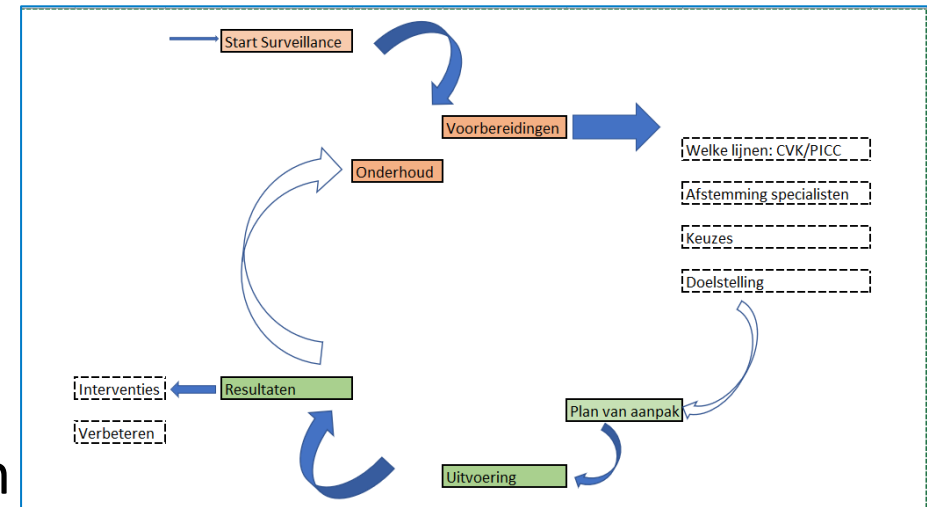 Start Surveillance
Voorbereidingen
Welke lijnen: CVK/PICC
Onderhoud
Afstemming specialisten
Keuzes
Doelstelling
Interventies
Resultaten
Plan van aanpak
Verbeteren
Uitvoering
n